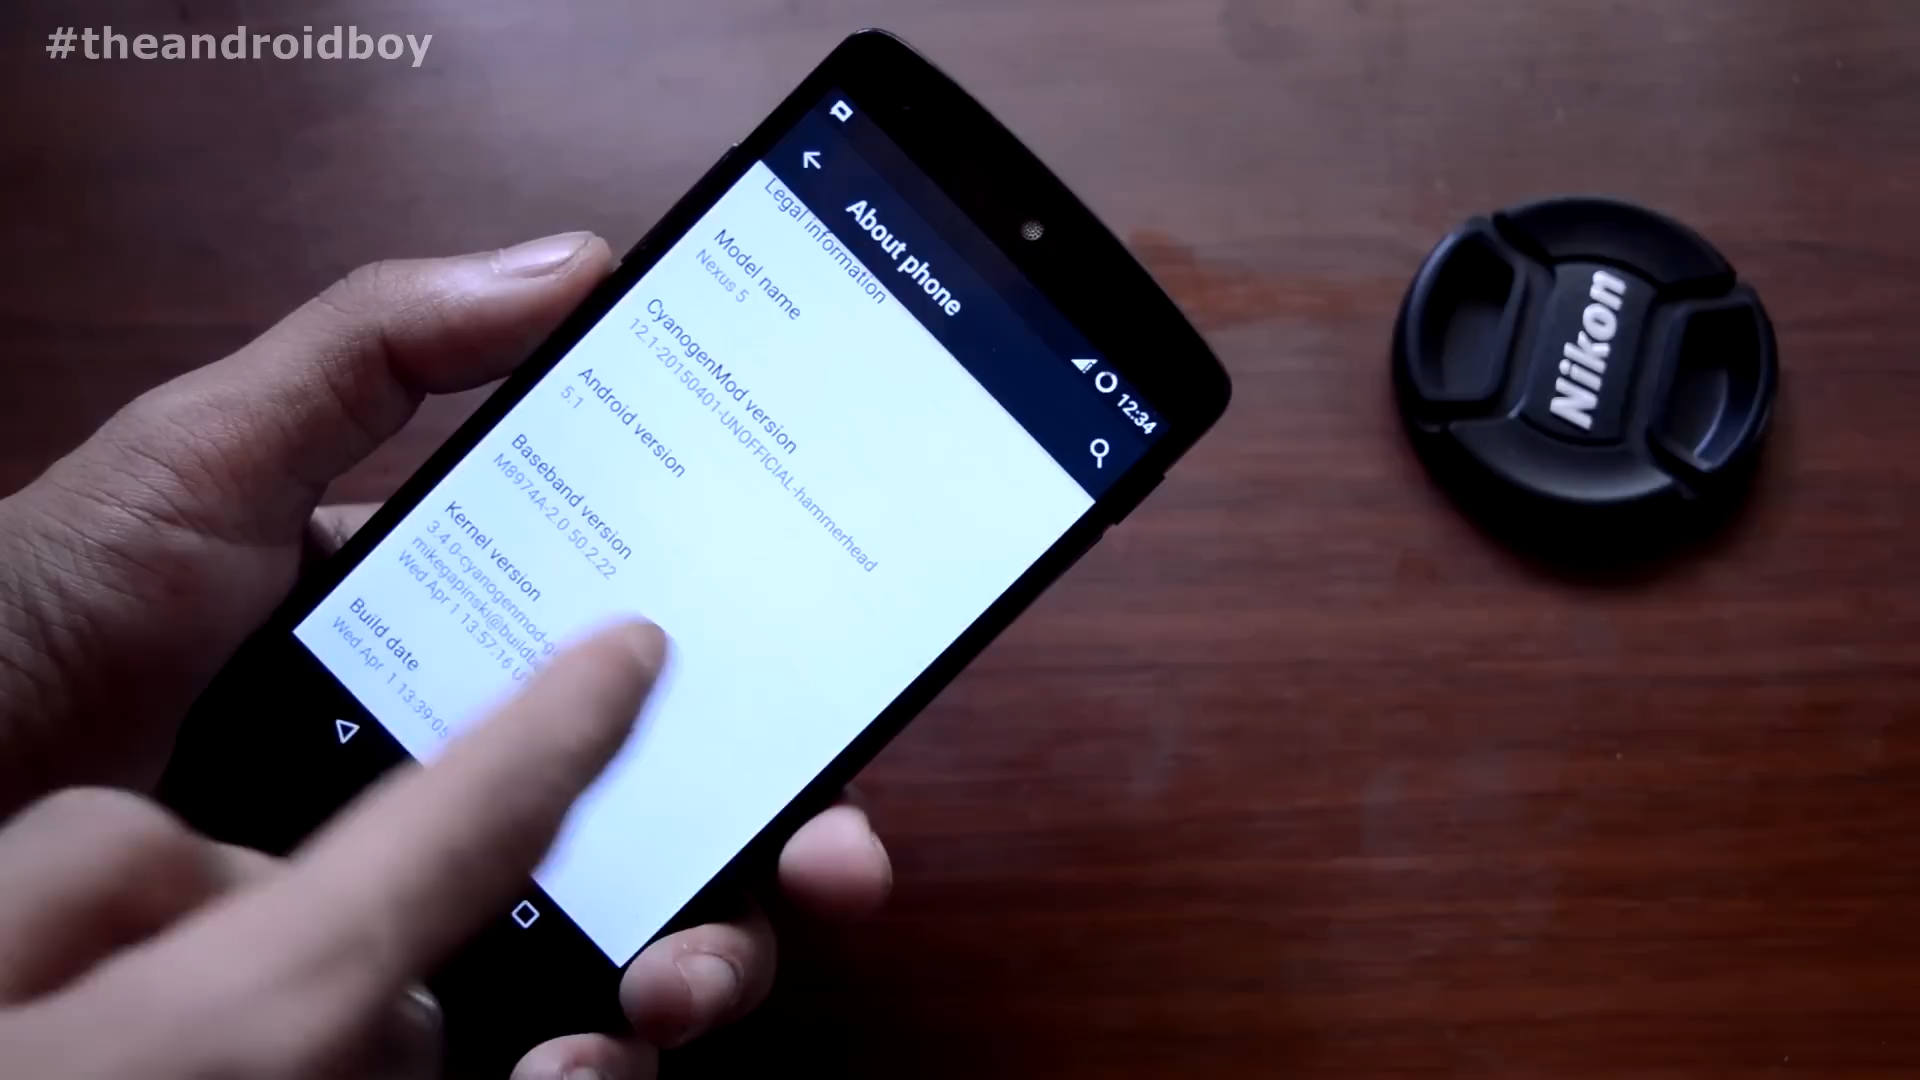 #theandroidboy
12:34
About phone
Legal information
Model name
Nexus 5
CyanogenMod version
12.1-20150401-UNOFFICIAL-hammerhead
Android version
5.1
Baseband version
M8974A-2.0.50.2.22
Kernel version
3.4.0-cyanogenmod-g
mikegapinski@buildb
Wed Apr 1 13:57:16 U
Build date
Wed Apr 1 13:39:05
Nikon